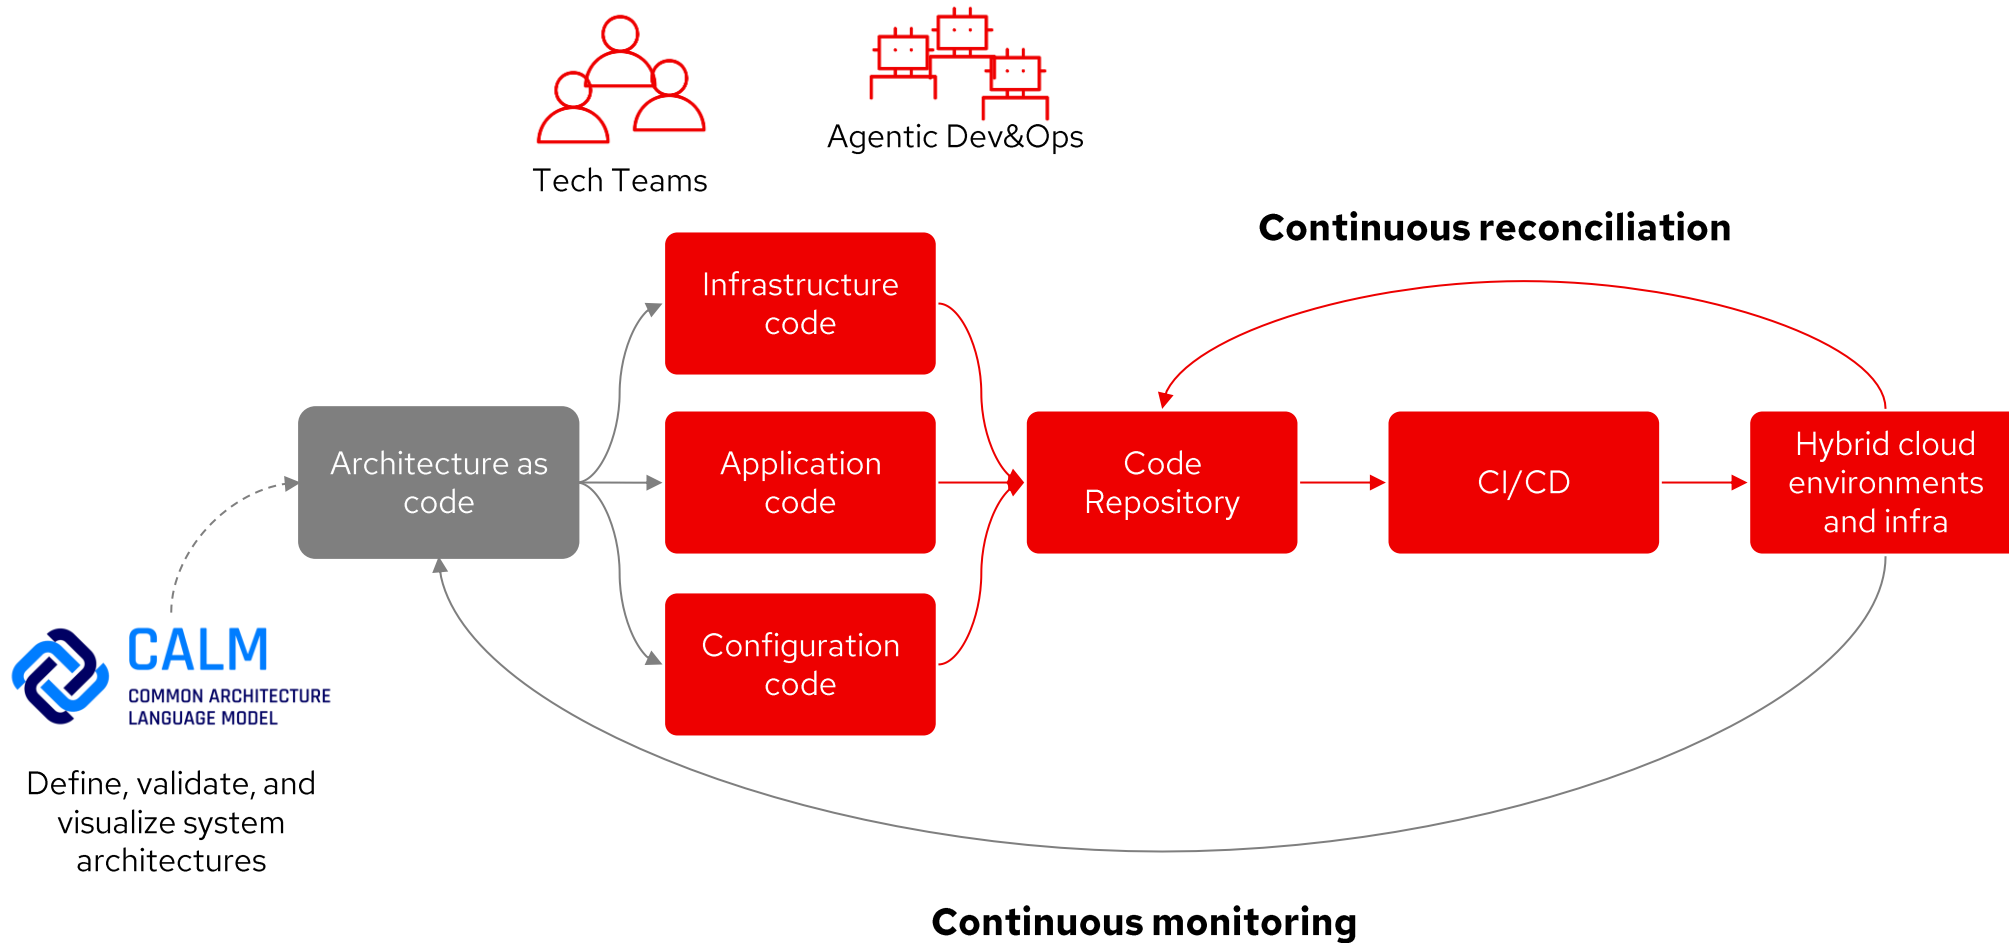 Agentic Dev&Ops
Tech Teams
Continuous reconciliation
Infrastructure
code
Architecture as
code
Application
code
Code
Repository
CI/CD
Hybrid cloud
environments
and infra
Configuration
code
CALM
COMMON ARCHITECTURE
LANGUAGE MODEL
Define, validate, and
visualize system
architectures
Continuous monitoring